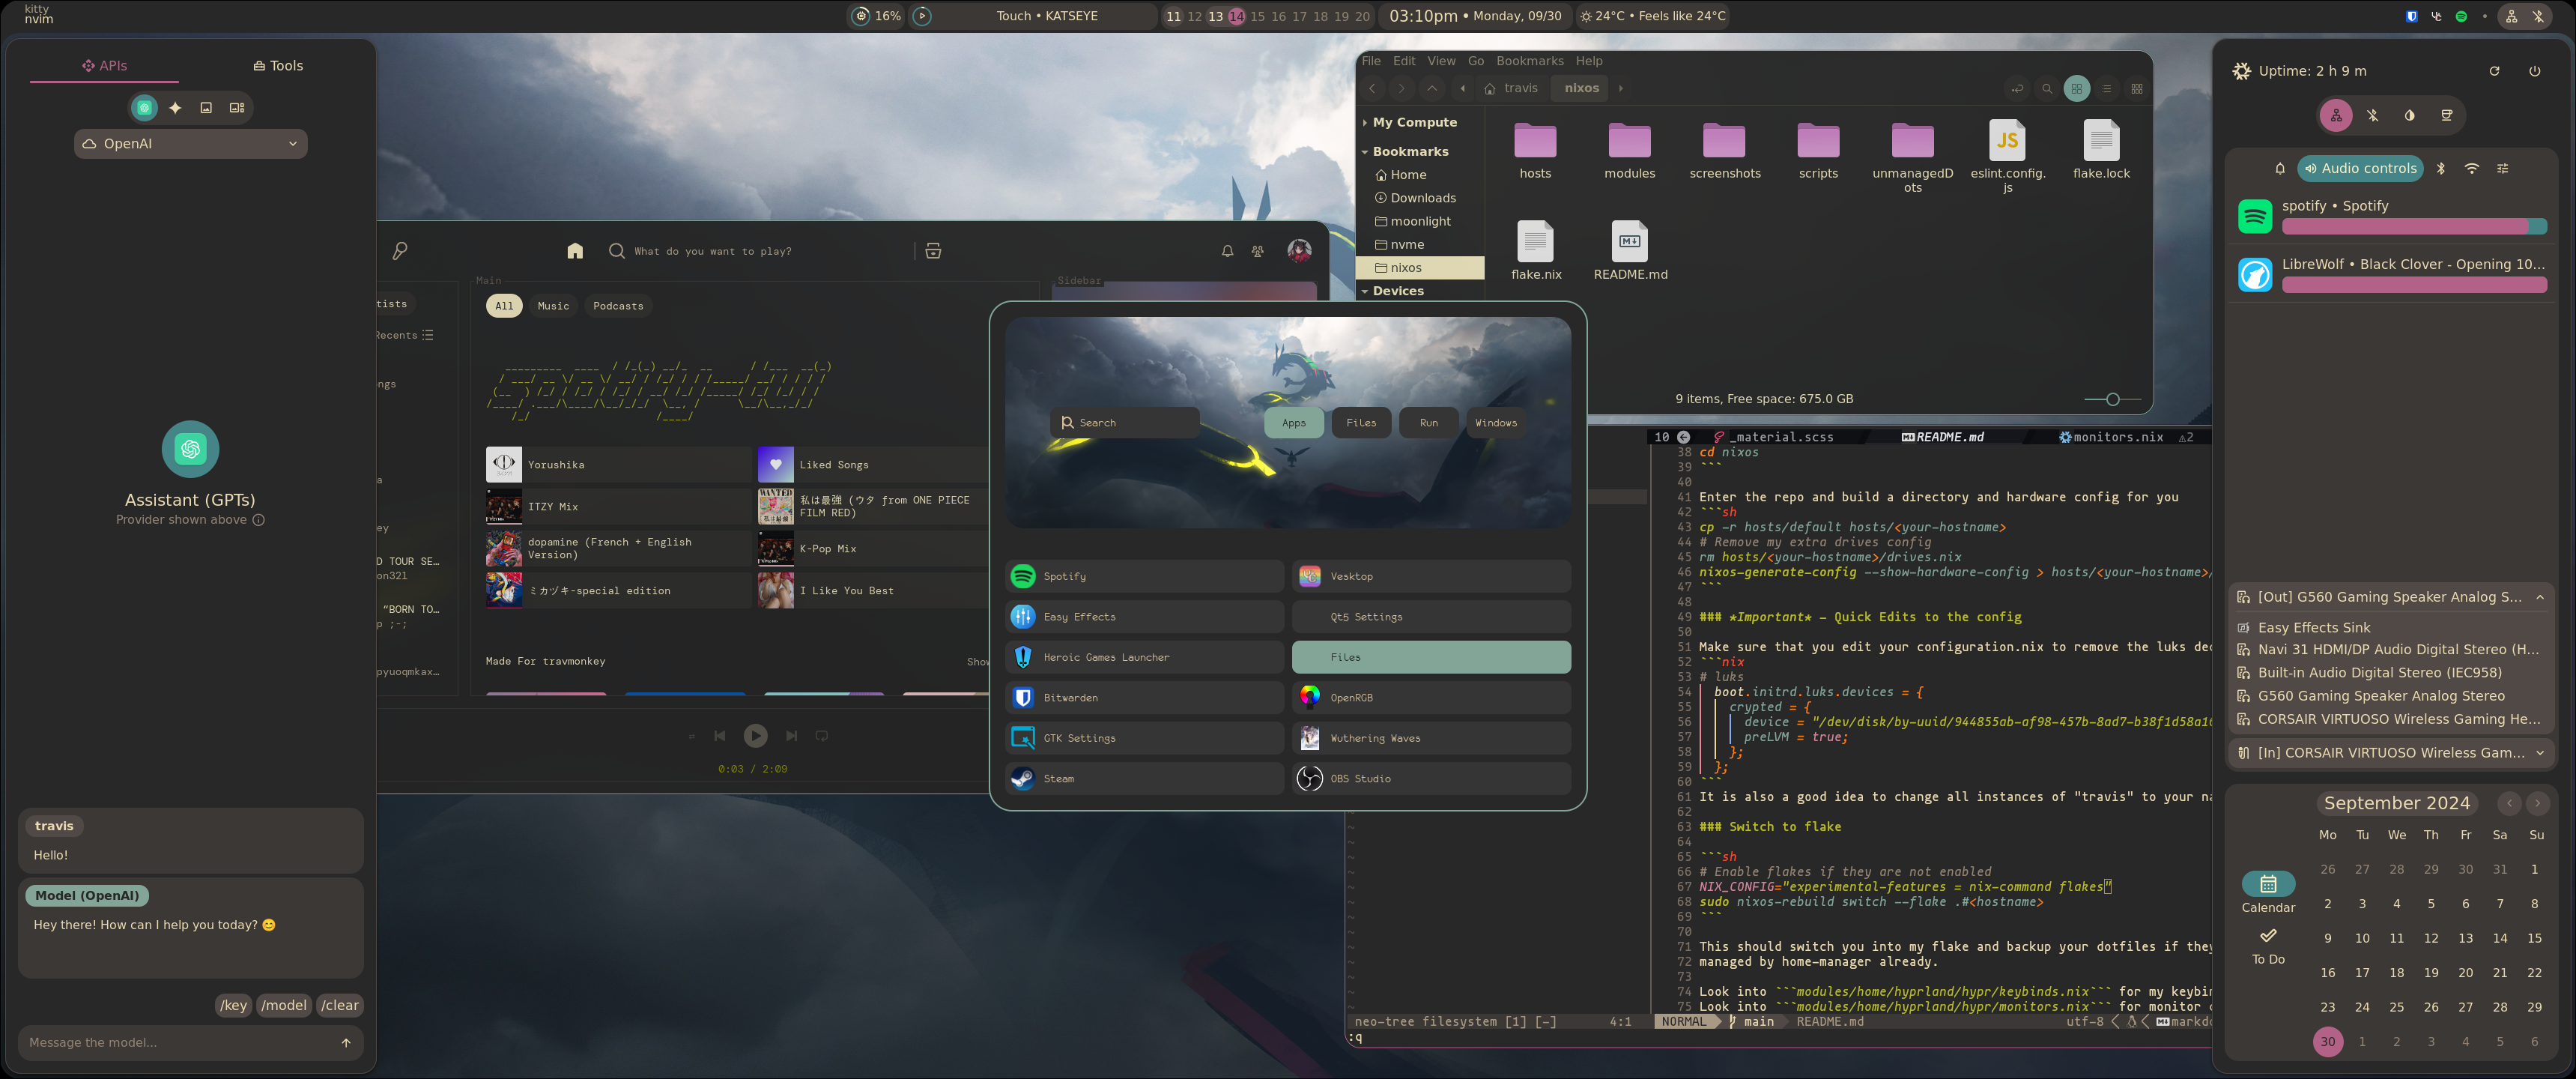 kitty
nvim
16%
Touch • KATSEYE
11 12 13 14 15 16 17 18 19 20
03:10pm • Monday, 09/30
24°C • Feels like 24°C
APIs
Tools
OpenAI
Assistant (GPTs)
Provider shown above
travis
Hello!
Model (OpenAI)
Hey there! How can I help you today? 😊
/key /model /clear
Message the model...
What do you want to play?
Main
Sidebar
tists
Recents
All
Music
Podcasts
ngs
a
ey
D TOUR SE…
on321
“BORN TO…
p ;-;
pyuoqmkax…
Yorushika
Liked Songs
ITZY Mix
私は最強 (ウタ from ONE PIECE
FILM RED)
dopamine (French + English
Version)
K-Pop Mix
ミカヅキ-special edition
I Like You Best
Made For travmonkey
Show
0:03 / 2:09
Search
Apps
Files
Run
Windows
Spotify
Vesktop
Easy Effects
Qt5 Settings
Heroic Games Launcher
Files
Bitwarden
OpenRGB
GTK Settings
Wuthering Waves
Steam
OBS Studio
File Edit View Go Bookmarks Help
travis
nixos
My Compute
Bookmarks
Home
Downloads
moonlight
nvme
nixos
Devices
hosts
modules
screenshots
scripts
unmanagedD
ots
JS
eslint.config.
js
flake.lock
flake.nix
README.md
9 items, Free space: 675.0 GB
10
_material.scss
README.md
monitors.nix 2
38 cd nixos
39 ```
40
41 Enter the repo and build a directory and hardware config for you
42 ```sh
43 cp -r hosts/default hosts/<your-hostname>
44 # Remove my extra drives config
45 rm hosts/<your-hostname>/drives.nix
46 nixos-generate-config --show-hardware-config > hosts/<your-hostname>/
47 ```
48
49 ### *Important* - Quick Edits to the config
50
51 Make sure that you edit your configuration.nix to remove the luks dec
52 ```nix
53 # luks
54 boot.initrd.luks.devices = {
55 crypted = {
56 device = "/dev/disk/by-uuid/944855ab-af98-457b-8ad7-b38f1d58a10
57 preLVM = true;
58 };
59 };
60 ```
61 It is also a good idea to change all instances of "travis" to your na
62
63 ### Switch to flake
64
65 ```sh
66 # Enable flakes if they are not enabled
67 NIX_CONFIG="experimental-features = nix-command flakes"
68 sudo nixos-rebuild switch --flake .#<hostname>
69 ```
70
71 This should switch you into my flake and backup your dotfiles if they
72 managed by home-manager already.
73
74 Look into ```modules/home/hyprland/hypr/keybinds.nix``` for my keybin
75 ```modules/home/hyprland/hypr/monitors.nix``` for monitor c
neo-tree filesystem [1] [-] 4:1
NORMAL main README.md
utf-8 markdo
:q
Uptime: 2 h 9 m
Audio controls
spotify • Spotify
LibreWolf • Black Clover - Opening 10...
[Out] G560 Gaming Speaker Analog S...
Easy Effects Sink
Navi 31 HDMI/DP Audio Digital Stereo (H...
Built-in Audio Digital Stereo (IEC958)
G560 Gaming Speaker Analog Stereo
CORSAIR VIRTUOSO Wireless Gaming He...
[In] CORSAIR VIRTUOSO Wireless Gam...
September 2024
Mo Tu We Th Fr Sa Su
26 27 28 29 30 31 1
2 3 4 5 6 7 8
9 10 11 12 13 14 15
16 17 18 19 20 21 22
23 24 25 26 27 28 29
30 1 2 3 4 5 6
Calendar
To Do